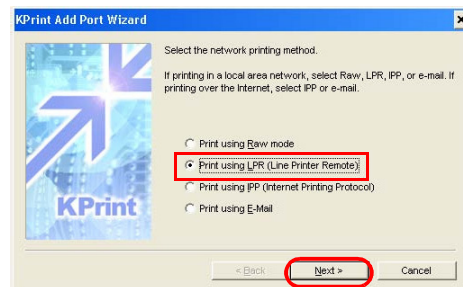 KPrint Add Port Wizard
Select the network printing method.
If printing in a local area network, select Raw, LPR, IPP, or e-mail. If
printing over the Internet, select IPP or e-mail.
Print using Raw mode
Print using LPR (Line Printer Remote)
Print using IPP (Internet Printing Protocol)
Print using E-Mail
KPrint
< Back
Next >
Cancel